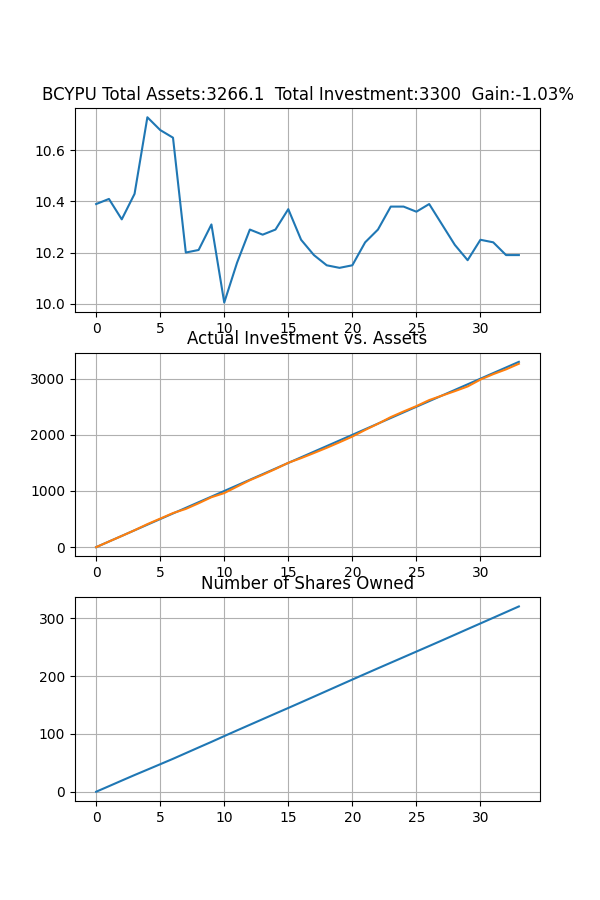 BCYPU Total Assets:3266.1  Total Investment:3300  Gain:-1.03%
10.6
10.4
10.2
10.0
0 5 10 15 20 25 30
Actual Investment vs. Assets
3000
2000
1000
0
0 5 10 15 20 25 30
Number of Shares Owned
300
200
100
0
0 5 10 15 20 25 30